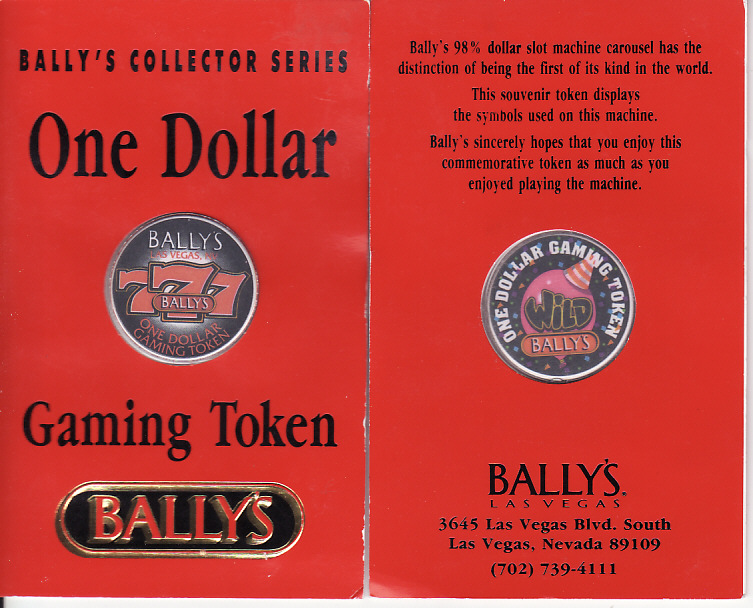 BALLY'S COLLECTOR SERIES
One Dollar
BALLY'S
LAS VEGAS, NV
777
BALLY'S
ONE DOLLAR
GAMING TOKEN
Gaming Token
BALLY'S
Bally's 98% dollar slot machine carousel has the
distinction of being the first of its kind in the world.
This souvenir token displays
the symbols used on this machine.
Bally's sincerely hopes that you enjoy this
commemorative token as much as you
enjoyed playing the machine.
ONE DOLLAR GAMING TOKEN
WILD
BALLY'S
BALLY'S
LAS VEGAS
3645 Las Vegas Blvd. South
Las Vegas, Nevada 89109
(702) 739-4111